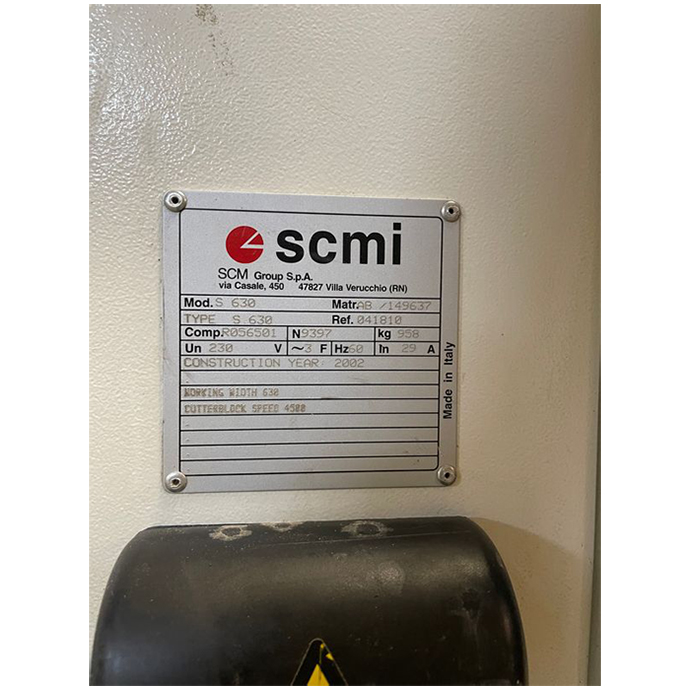 scmi
SCM Group S.p.A.
via Casale, 450 47827 Villa Verucchio (RN)
Mod. S 630 Matr. AB /149637
TYPE S 630 Ref. 041810
Comp. R056501 N 9397 kg 958
Un 230 V ~3 F Hz 60 In 29 A
CONSTRUCTION YEAR 2002
WORKING WIDTH 630
CUTTERBLOCK SPEED 4500
Made in Italy